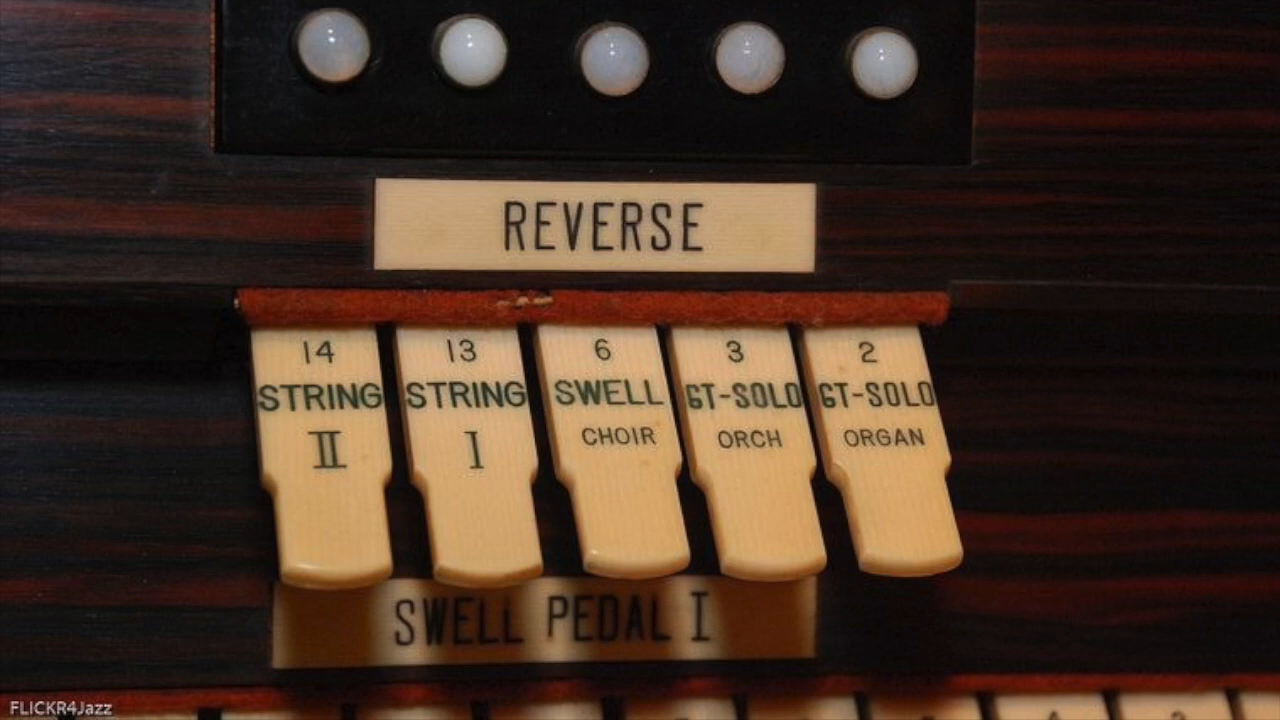 REVERSE
14 13 6 3 2
STRING STRING SWELL GT-SOLO GT-SOLO
II I CHOIR ORCH ORGAN
SWELL PEDAL I
FLICKR4Jazz